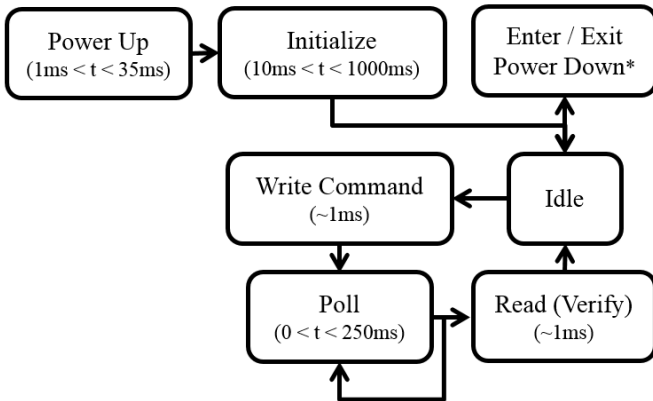 Power Up
(1ms < t < 35ms)
Initialize
(10ms < t < 1000ms)
Enter / Exit
Power Down*
Write Command
(~1ms)
Idle
Poll
(0 < t < 250ms)
Read (Verify)
(~1ms)